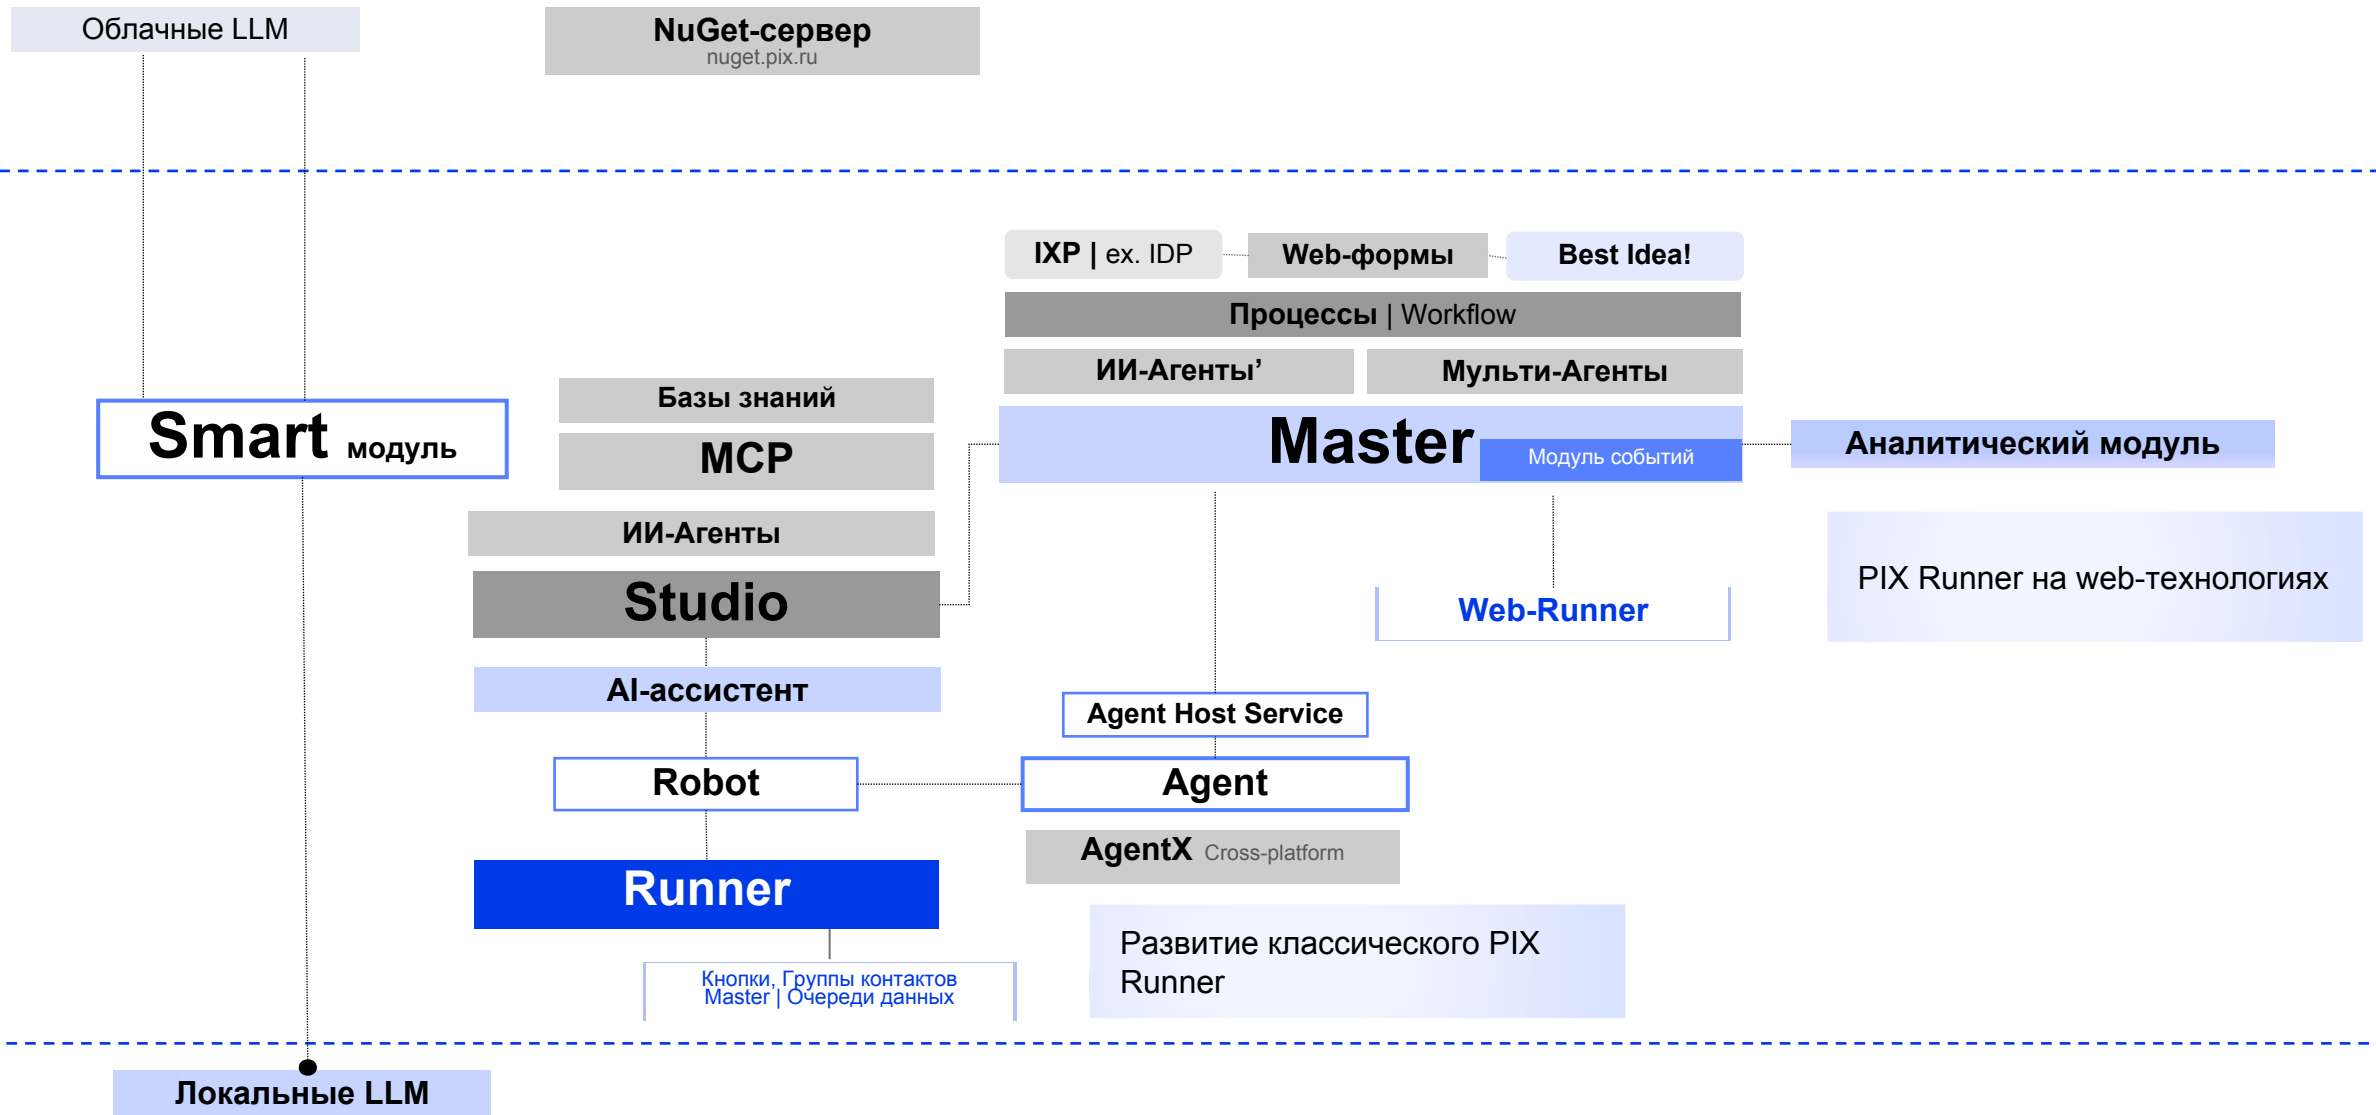 Облачные LLM
NuGet-сервер
nuget.pix.ru
IXP | ex. IDP
Web-формы
Best Idea!
Процессы | Workflow
ИИ-Агенты’
Мульти-Агенты
Базы знаний
Smart модуль
MCP
Master
Модуль событий
Аналитический модуль
ИИ-Агенты
Studio
PIX Runner на web-технологиях
Web-Runner
AI-ассистент
Agent Host Service
Robot
Agent
AgentX Cross-platform
Runner
Развитие классического PIX
Runner
Кнопки, Группы контактов
Master | Очереди данных
Локальные LLM